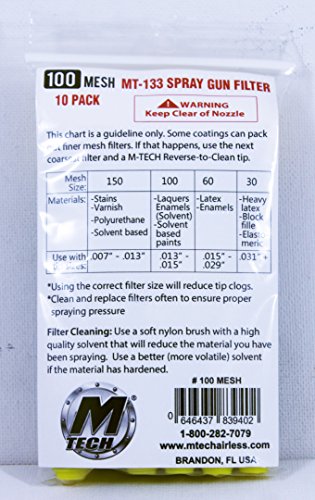 100 MESH MT-133 SPRAY GUN FILTER
10 PACK
WARNING
Keep Clear of Nozzle
This chart is a guideline only. Some coatings can pack
finer mesh filters. If that happens, use the next
filter and a M-TECH Reverse-to-Clean tip.
Mesh Size: 150 100 60 30
Materials: -Stains -Laquers -Latex -Heavy
-Varnish Enamels -Enamels latex
-Polyurethane (Solvent) -Block
-Solvent based -Solvent fille
based
paints
Use with .007" - .013" .013" - .015" .015" - .029" .031" +
*Using the correct filter size will reduce tip clogs.
*Clean and replace filters often to ensure proper
spraying pressure
Filter Cleaning: Use a soft nylon brush with a high
quality solvent that will reduce the material you have
been spraying. Use a better (more volatile) solvent
if the material has hardened.
# 100 MESH
0 646437 839402
M
TECH
1-800-282-7079
www.mtechairless.com
BRANDON, FL USA